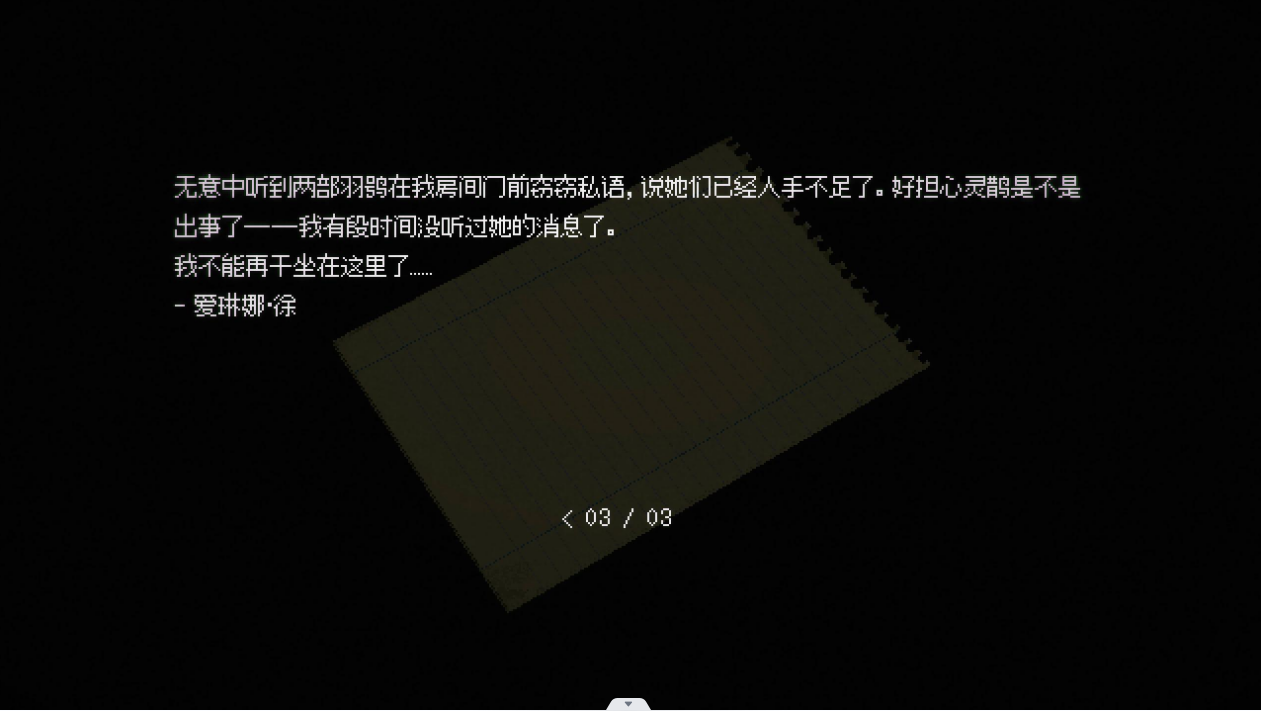 无意中听到两部羽鹗在我房间门前窃窃私语，说她们已经人手不足了。好担心灵鹊是不是
出事了——我有段时间没听过她的消息了。
我不能再干坐在这里了……
- 爱琳娜·徐
< 03 / 03